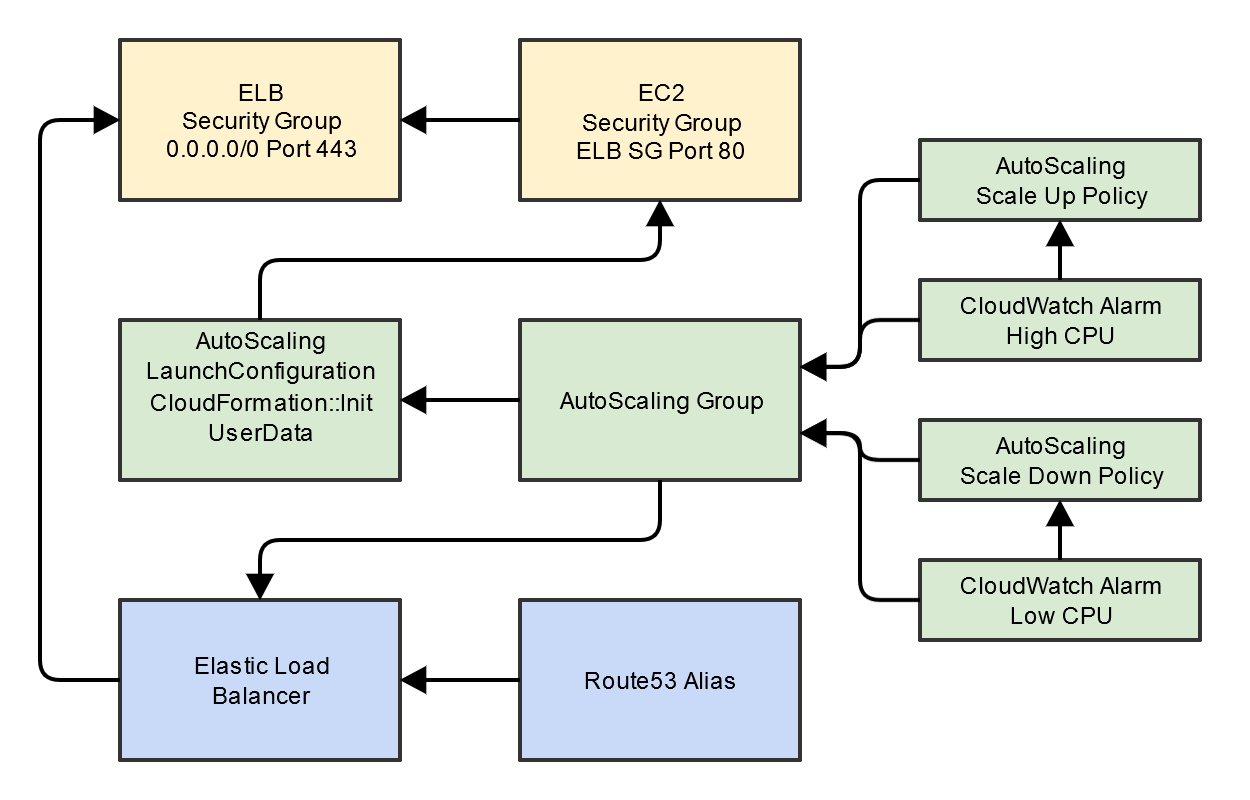 ELB
Security Group
0.0.0.0/0 Port 443
EC2
Security Group
ELB SG Port 80
AutoScaling
Scale Up Policy
CloudWatch Alarm
High CPU
AutoScaling
LaunchConfiguration
CloudFormation::Init
UserData
AutoScaling Group
AutoScaling
Scale Down Policy
CloudWatch Alarm
Low CPU
Elastic Load
Balancer
Route53 Alias